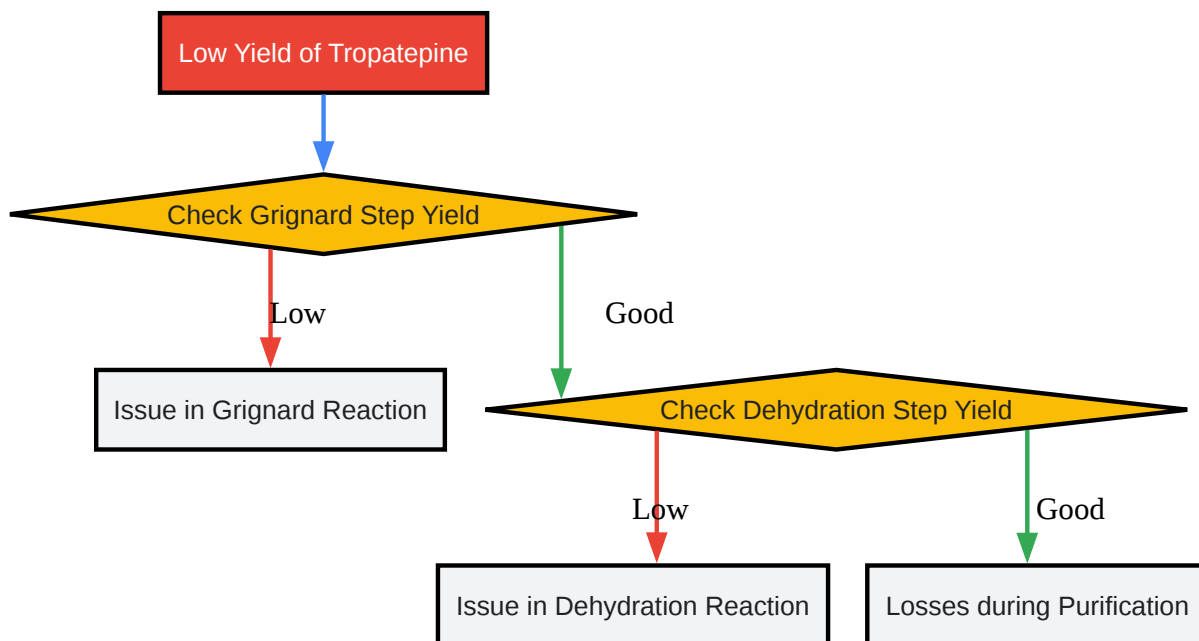 Low Yield of Tropatepine
Check Grignard Step Yield
Low
Good
Issue in Grignard Reaction
Check Dehydration Step Yield
Low
Good
Issue in Dehydration Reaction
Losses during Purification